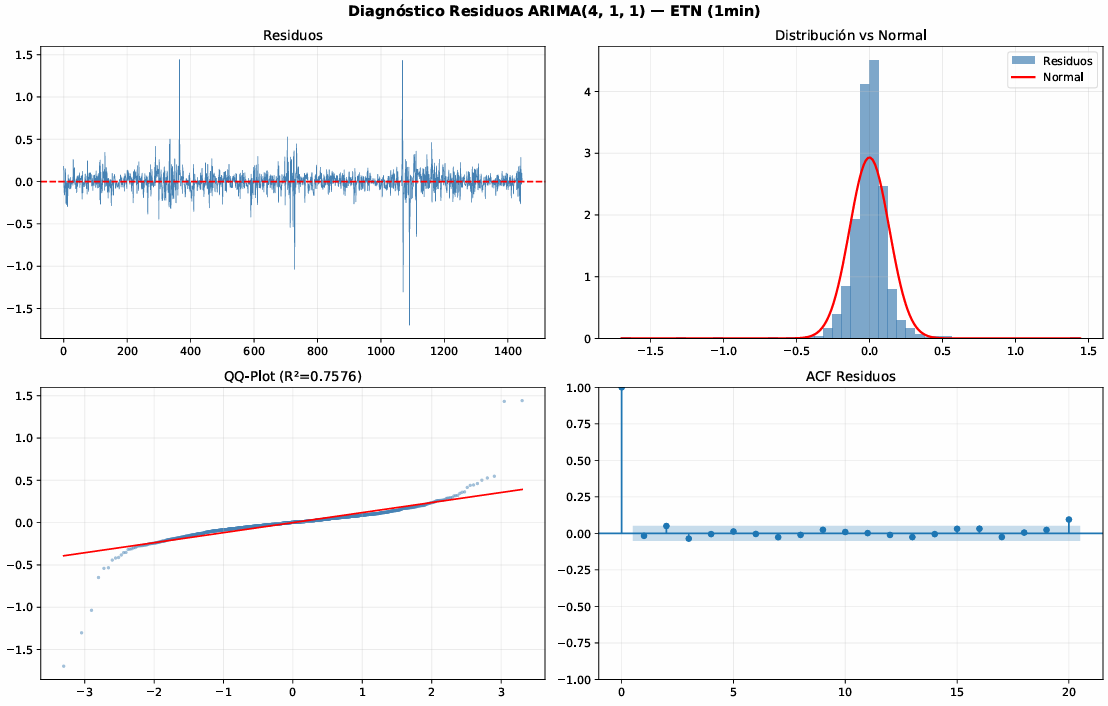 Diagnóstico Residuos ARIMA(4, 1, 1) — ETN (1min)
Residuos
1.5
1.0
0.5
0.0
−0.5
−1.0
−1.5
0 200 400 600 800 1000 1200 1400
Distribución vs Normal
Residuos
Normal
4
3
2
1
0
−1.5 −1.0 −0.5 0.0 0.5 1.0 1.5
QQ-Plot (R²=0.7576)
1.5
1.0
0.5
0.0
−0.5
−1.0
−1.5
−3 −2 −1 0 1 2 3
ACF Residuos
1.00
0.75
0.50
0.25
0.00
−0.25
−0.50
−0.75
−1.00
0 5 10 15 20